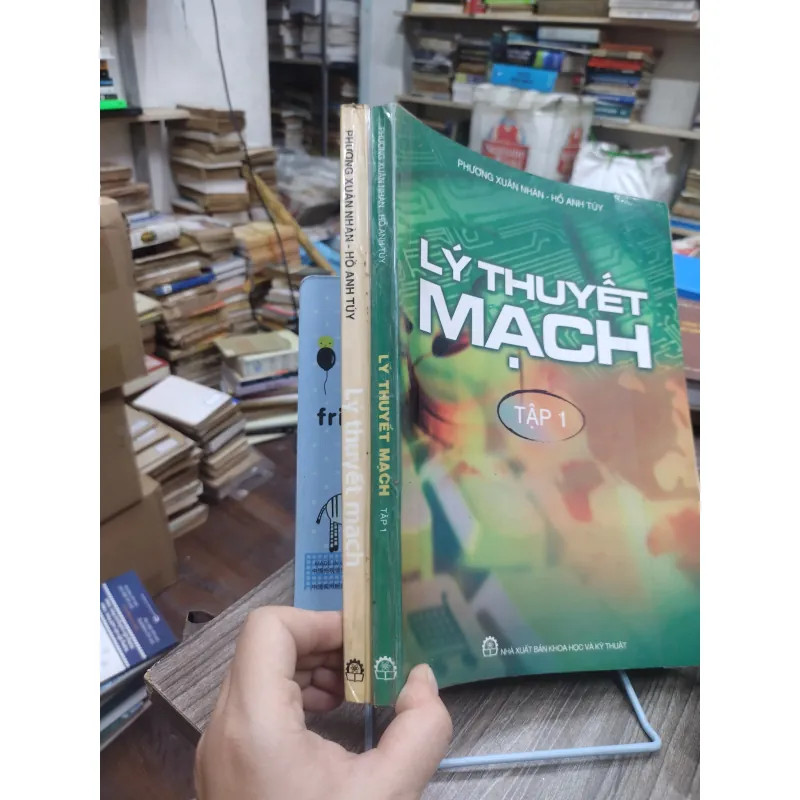 PHƯƠNG XUÂN NHÀN - HỒ ANH TÚY
LÝ THUYẾT
MẠCH
TẬP 1
NHÀ XUẤT BẢN KHOA HỌC VÀ KỸ THUẬT
PHƯƠNG XUÂN NHÀN - HỒ ANH TÚY
LÝ THUYẾT MẠCH
TẬP 1
PHƯƠNG XUÂN NHÀN - HỒ ANH TÚY
Lý thuyết mạch
fri